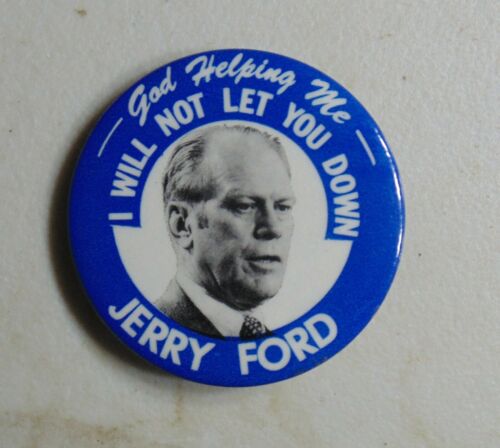 — God Helping Me —
I WILL NOT LET YOU DOWN
JERRY FORD